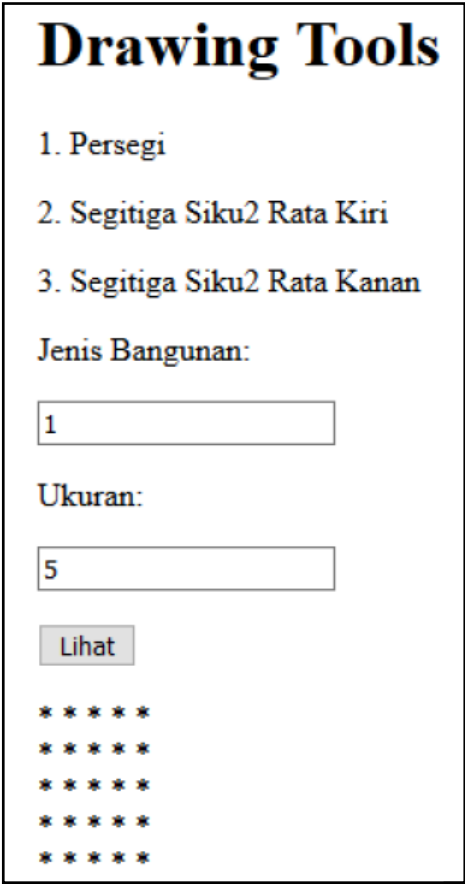 Drawing Tools
1. Persegi
2. Segitiga Siku2 Rata Kiri
3. Segitiga Siku2 Rata Kanan
Jenis Bangunan:
1
Ukuran:
5
Lihat
* * * * *
* * * * *
* * * * *
* * * * *
* * * * *